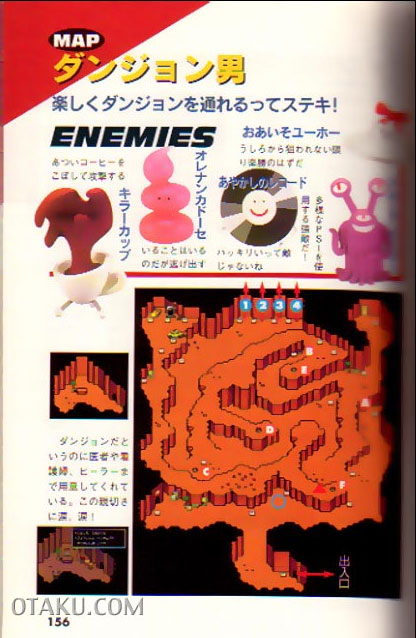 MAP
ダンジョン男
楽しくダンジョンを通れるってステキ!
ENEMIES
おあいそユーホー
うしろから狙われない限
り楽勝のはずだ
あついコーヒーを
こぼして攻撃する
キラーカップ
オレナンカドーセ
いることはいる
のだが逃げ出す
あやかしのレコード
ハッキリいって敵
じゃないね
多様なPSIを使
用する強敵だ!
1 2 3 4
B
E
A
D
C
F
ダンジョンだと
いうのに医者や看
護婦、ヒーラーま
で用意してくれて
いる。この親切さ
に涙、涙!
出入口
OTAKU.COM
156